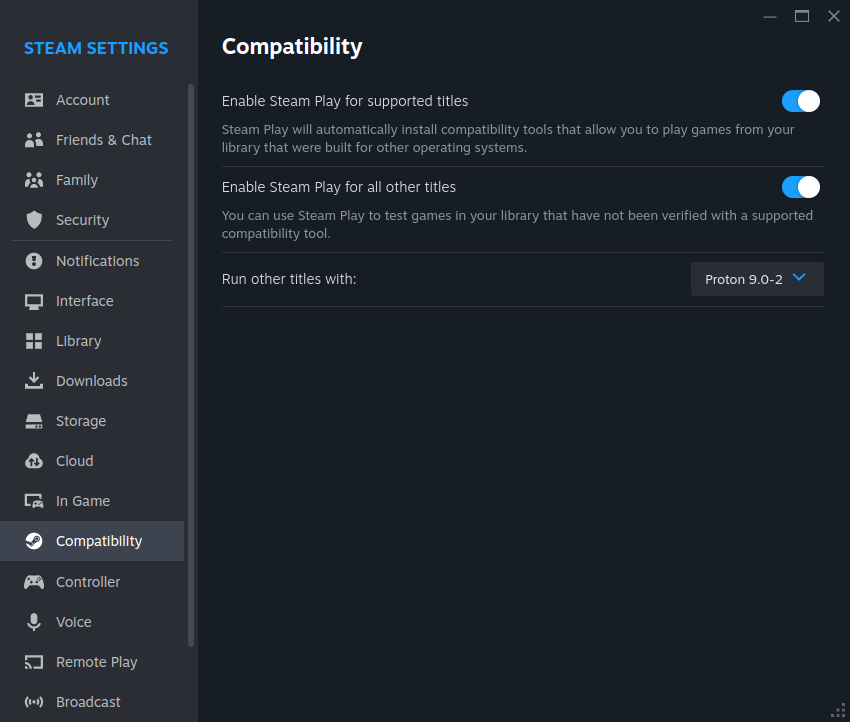 STEAM SETTINGS
Account
Friends & Chat
Family
Security
Notifications
Interface
Library
Downloads
Storage
Cloud
In Game
Compatibility
Controller
Voice
Remote Play
Broadcast
Compatibility
Enable Steam Play for supported titles
Steam Play will automatically install compatibility tools that allow you to play games from your
library that were built for other operating systems.
Enable Steam Play for all other titles
You can use Steam Play to test games in your library that have not been verified with a supported
compatibility tool.
Run other titles with:
Proton 9.0-2